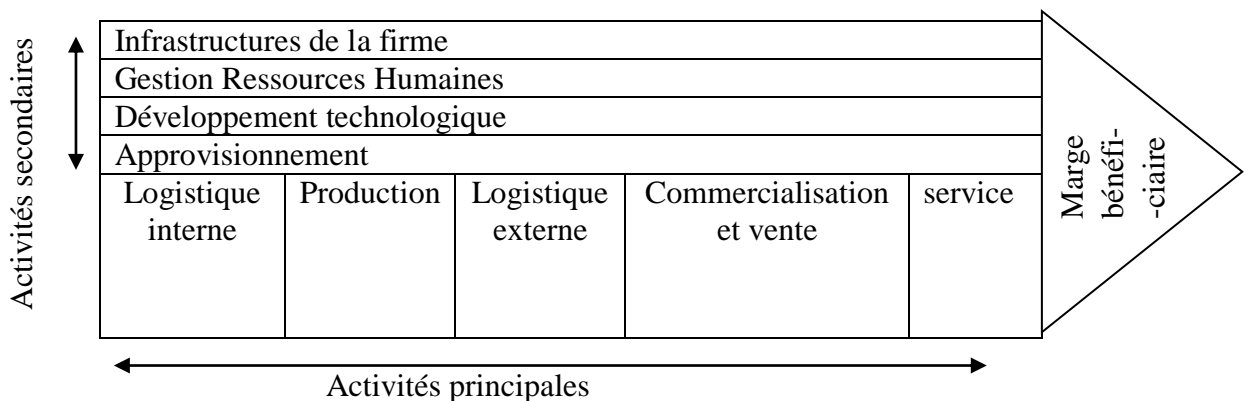 Activités secondaires
Infrastructures de la firme
Gestion Ressources Humaines
Développement technologique
Approvisionnement
Logistique
interne
Production
Logistique
externe
Commercialisation
et vente
service
Marge
bénéfi-
-ciaire
Activités principales